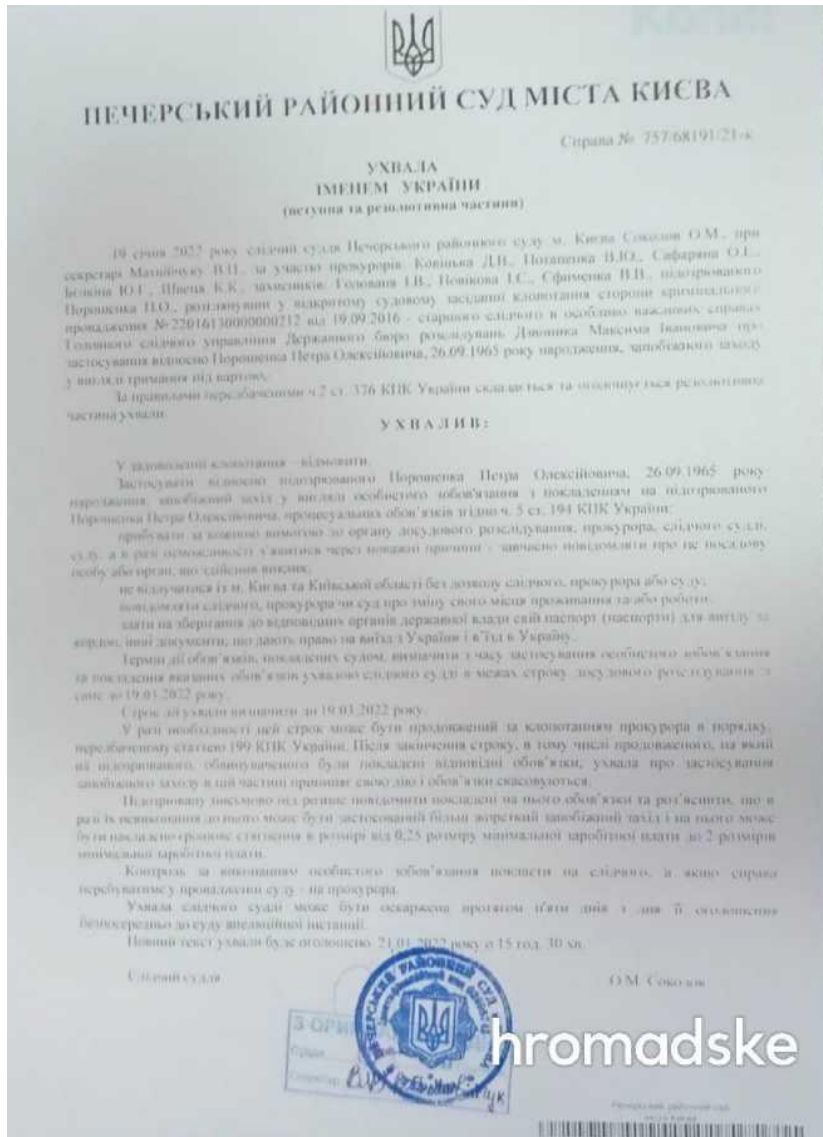 ПЕЧЕРСЬКИЙ РАЙОННИЙ СУД МІСТА КИЄВА
Справа № 757/68191/21-к
УХВАЛА
ІМЕНЕМ УКРАЇНИ
(вступна та резолютивна частини)
19 січня 2022 року слідчий суддя Печерського районного суду м. Києва Соколов О.М., при
секретарі В.П., за участю прокурорів: Ковінька Д.В., Потапенка В.Ю., Сафаряна О.І.,
Ю.Г., Швеця К.К., захисників: Голованя І.В., Новікова І.С., Єфименка В.В., підозрюваного
Порошенка П.О., розглянувши у відкритому судовому засіданні клопотання сторони кримінального
провадження № 22016130000000212 від 19.09.2016 - старшого слідчого в особливо важливих справах
Головного слідчого управління Державного бюро розслідувань Дзвоника Максима Івановича про
застосування відносно Порошенка Петра Олексійовича, 26.09.1965 року народження, запобіжного заходу
у вигляді тримання під вартою,
За правилами передбаченими ч.2 ст. 376 КПК України складається та оголошується резолютивна
частина ухвали
УХВАЛИВ:
У задоволенні клопотання - відмовити.
Застосувати відносно підозрюваного Порошенка Петра Олексійовича, 26.09.1965 року
народження, запобіжний захід у вигляді особистого зобов'язання з покладенням на підозрюваного
Порошенка Петра Олексійовича, процесуальних обов'язків згідно ч. 5 ст. 194 КПК України:
прибувати за кожною вимогою до органу досудового розслідування, прокурора, слідчого судді,
суду, а в разі неможливості з'явитися через поважні причини - завчасно повідомляти про це посадову
особу або орган, що здійснив виклик;
не відлучатися із м. Києва та Київської області без дозволу слідчого, прокурора або суду;
повідомляти слідчого, прокурора чи суд про зміну свого місця проживання та/або роботи;
здати на зберігання до відповідних органів державної влади свій паспорт (паспорти) для виїзду за
кордон, інші документи, що дають право на виїзд з України і в'їзд в Україну.
Термін дії обов'язків, покладених судом, визначити з часу застосування особистого зобов'язання
та покладення вказаних обов'язків ухвалою слідчого судді в межах строку досудового розслідування, а
саме до 19.03.2022 року.
Строк дії ухвали визначити до 19.03.2022 року.
У разі необхідності цей строк може бути продовжений за клопотанням прокурора в порядку,
передбаченому статтею 199 КПК України. Після закінчення строку, в тому числі продовженого, на який
на підозрюваного, обвинуваченого були покладені відповідні обов'язки, ухвала про застосування
запобіжного заходу в цій частині припиняє свою дію і обов'язки скасовуються.
Підозрювану письмово під розпис повідомити покладені на нього обов'язки та роз'яснити, що в
разі їх невиконання до нього може бути застосований більш жорсткий запобіжний захід і на нього може
бути накладено грошове стягнення в розмірі від 0,25 розміру мінімальної заробітної плати до 2 розмірів
мінімальної заробітної плати.
Контроль за виконанням особистого зобов'язання покласти на слідчого, а якщо справа
перебуватиме у провадженні суду - на прокурора.
Ухвала слідчого судді може бути оскаржена протягом п'яти днів з дня її оголошення
безпосередньо до суду апеляційної інстанції.
Повний текст ухвали буде оголошено 21.01.2022 року о 15 год. 30 хв.
Слідчий суддя О.М. Соколов
З ОРИ
Суддя
Секретар
ПЕЧЕРСЬКИЙ РАЙОННИЙ СУД
hromadske
Печерський районний суд